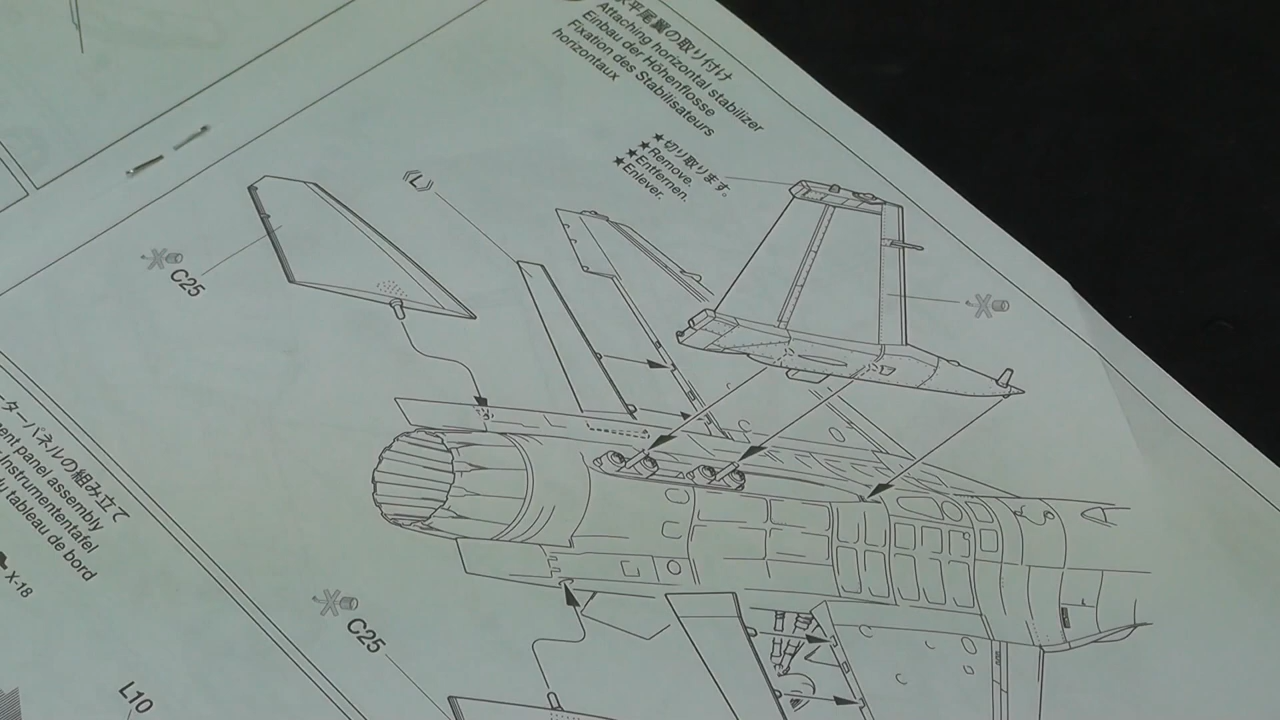 水平尾翼の取り付け
Attaching horizontal stabilizer
Einbau der Höhenflosse
Fixation des Stabilisateurs
horizontaux
★切り取ります。
★Remove.
★Entfernen.
★Enlever.
《L》
C25
ターパネルの組み立て
ent panel assembly
Instrumententafel
u tableau de bord
X-18
C25
L10